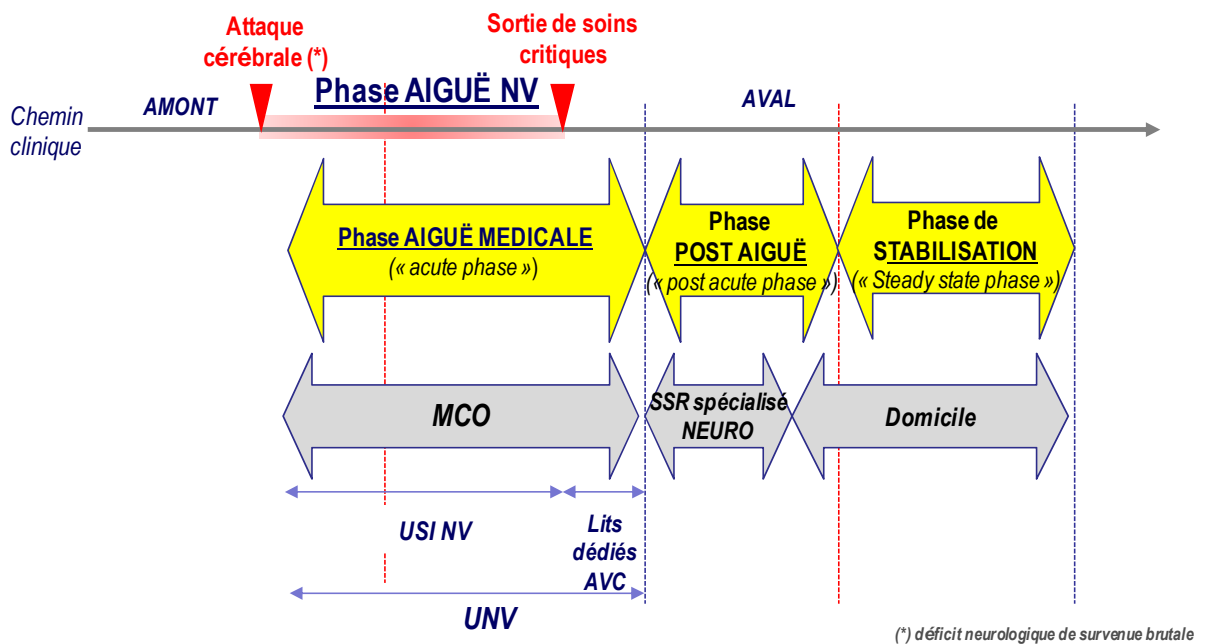 Attaque
cérébrale (*)
Sortie de soins
critiques
Phase AIGUË NV
AMONT
AVAL
Chemin
clinique
Phase AIGUË MEDICALE
(« acute phase »)
Phase
POST AIGUË
(« post acute phase »)
Phase de
STABILISATION
(« Steady state phase »)
MCO
SSR spécialisé
NEURO
Domicile
USI NV
Lits
dédiés
AVC
UNV
(*) déficit neurologique de survenue brutale